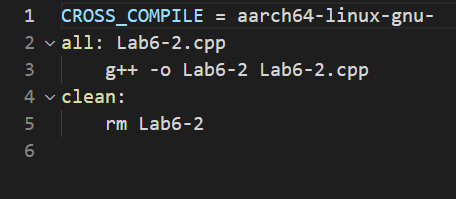 1 CROSS_COMPILE = aarch64-linux-gnu-
2 all: Lab6-2.cpp
3     g++ -o Lab6-2 Lab6-2.cpp
4 clean:
5     rm Lab6-2
6